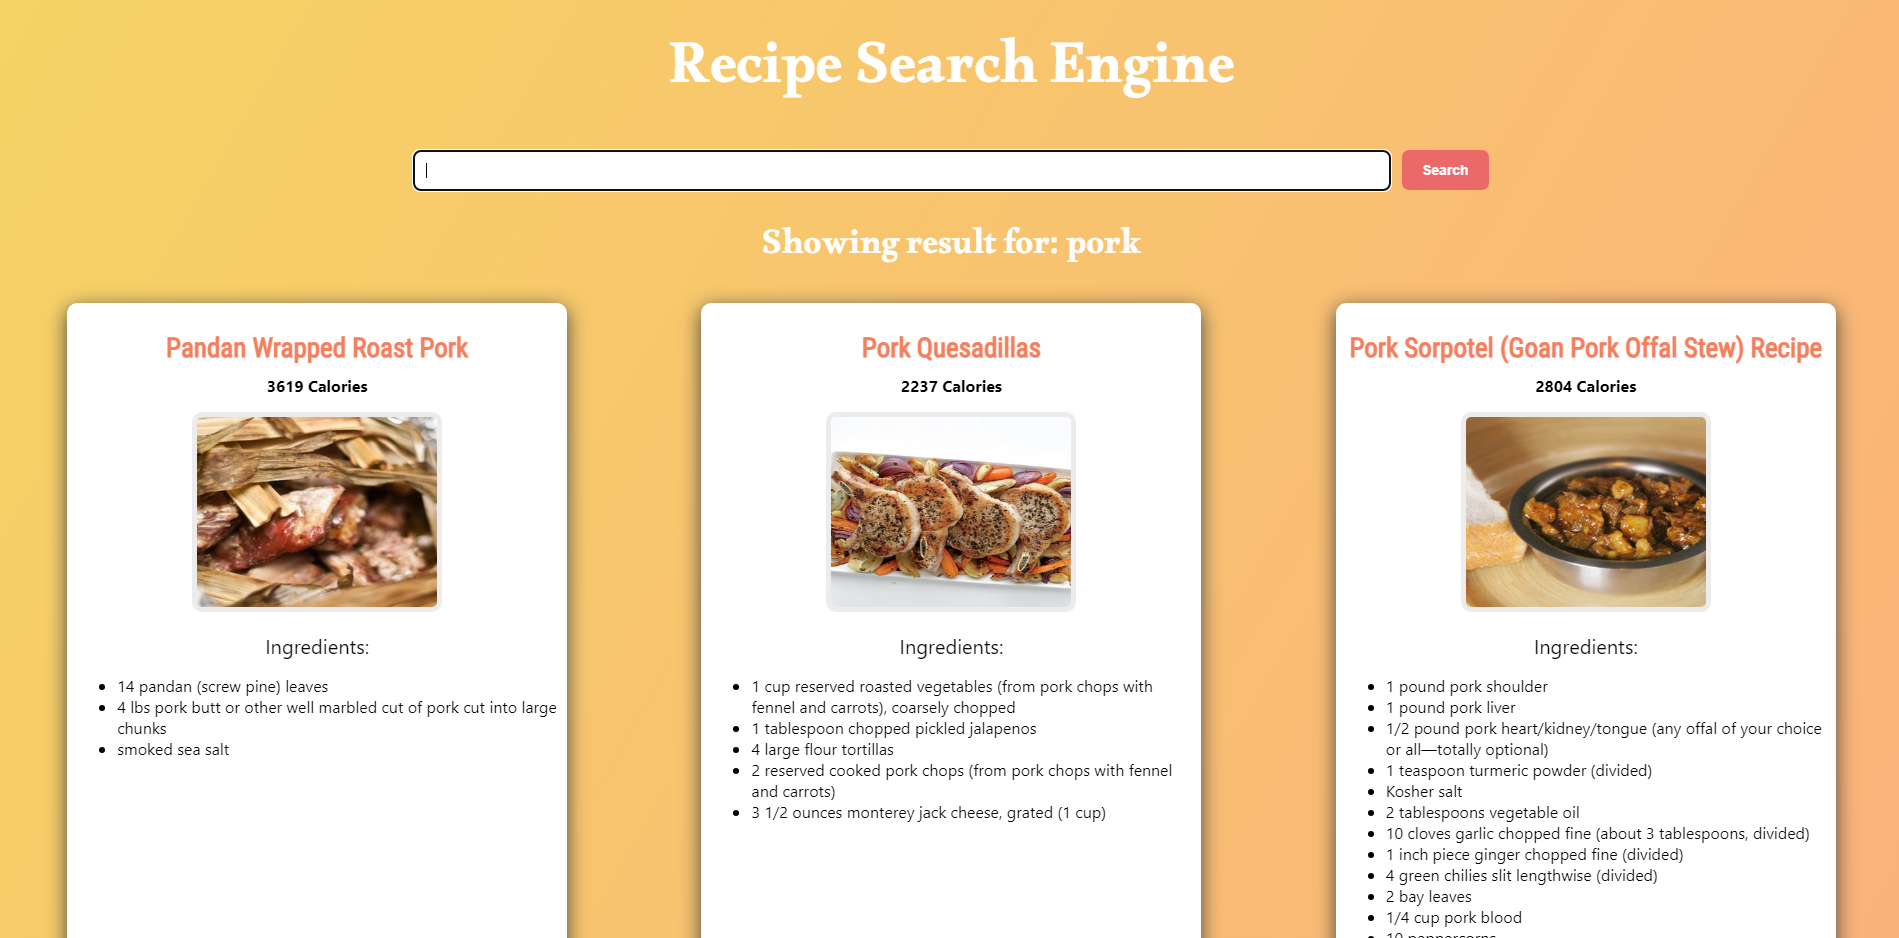 Recipe Search Engine
Search
Showing result for: pork
Pandan Wrapped Roast Pork
3619 Calories
Ingredients:
14 pandan (screw pine) leaves
4 lbs pork butt or other well marbled cut of pork cut into large
chunks
smoked sea salt
Pork Quesadillas
2237 Calories
Ingredients:
1 cup reserved roasted vegetables (from pork chops with
fennel and carrots), coarsely chopped
1 tablespoon chopped pickled jalapenos
4 large flour tortillas
2 reserved cooked pork chops (from pork chops with fennel
and carrots)
3 1/2 ounces monterey jack cheese, grated (1 cup)
Pork Sorpotel (Goan Pork Offal Stew) Recipe
2804 Calories
Ingredients:
1 pound pork shoulder
1 pound pork liver
1/2 pound pork heart/kidney/tongue (any offal of your choice
or all—totally optional)
1 teaspoon turmeric powder (divided)
Kosher salt
2 tablespoons vegetable oil
10 cloves garlic chopped fine (about 3 tablespoons, divided)
1 inch piece ginger chopped fine (divided)
4 green chilies slit lengthwise (divided)
2 bay leaves
1/4 cup pork blood
10 peppercorns